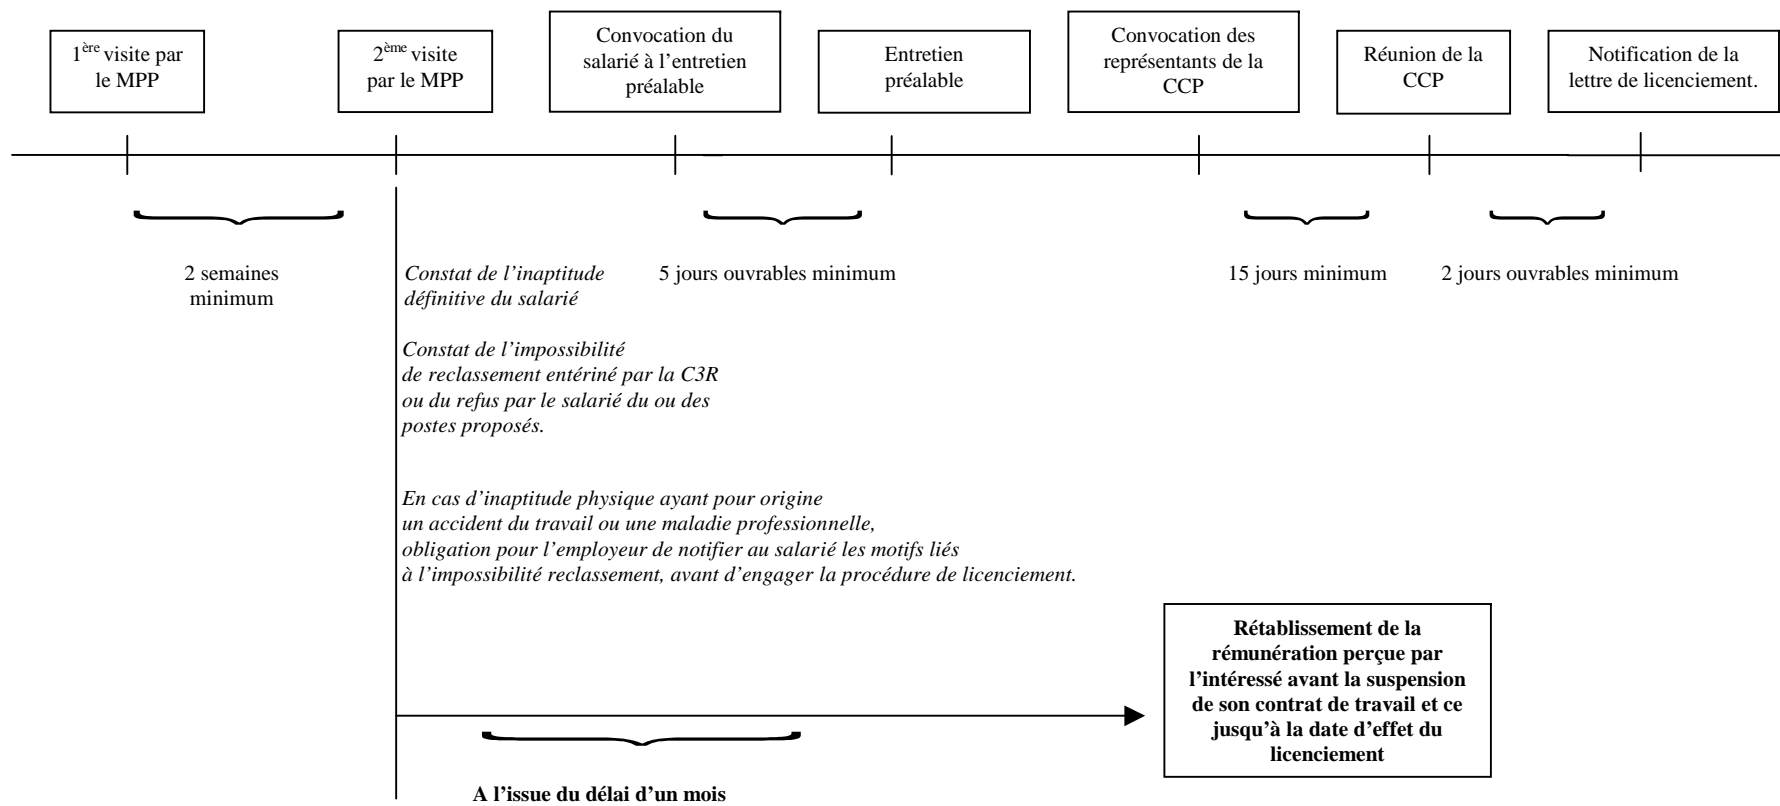 1ère visite par
le MPP
2ème visite
par le MPP
Convocation du
salarié à l’entretien
préalable
Entretien
préalable
Convocation des
représentants de la
CCP
Réunion de la
CCP
Notification de la
lettre de licenciement.
2 semaines
minimum
Constat de l’inaptitude
définitive du salarié
5 jours ouvrables minimum
15 jours minimum
2 jours ouvrables minimum
Constat de l’impossibilité
de reclassement entériné par la C3R
ou du refus par le salarié du ou des
postes proposés.
En cas d’inaptitude physique ayant pour origine
un accident du travail ou une maladie professionnelle,
obligation pour l’employeur de notifier au salarié les motifs liés
à l’impossibilité reclassement, avant d’engager la procédure de licenciement.
Rétablissement de la
rémunération perçue par
l’intéressé avant la suspension
de son contrat de travail et ce
jusqu’à la date d’effet du
licenciement
A l’issue du délai d’un mois